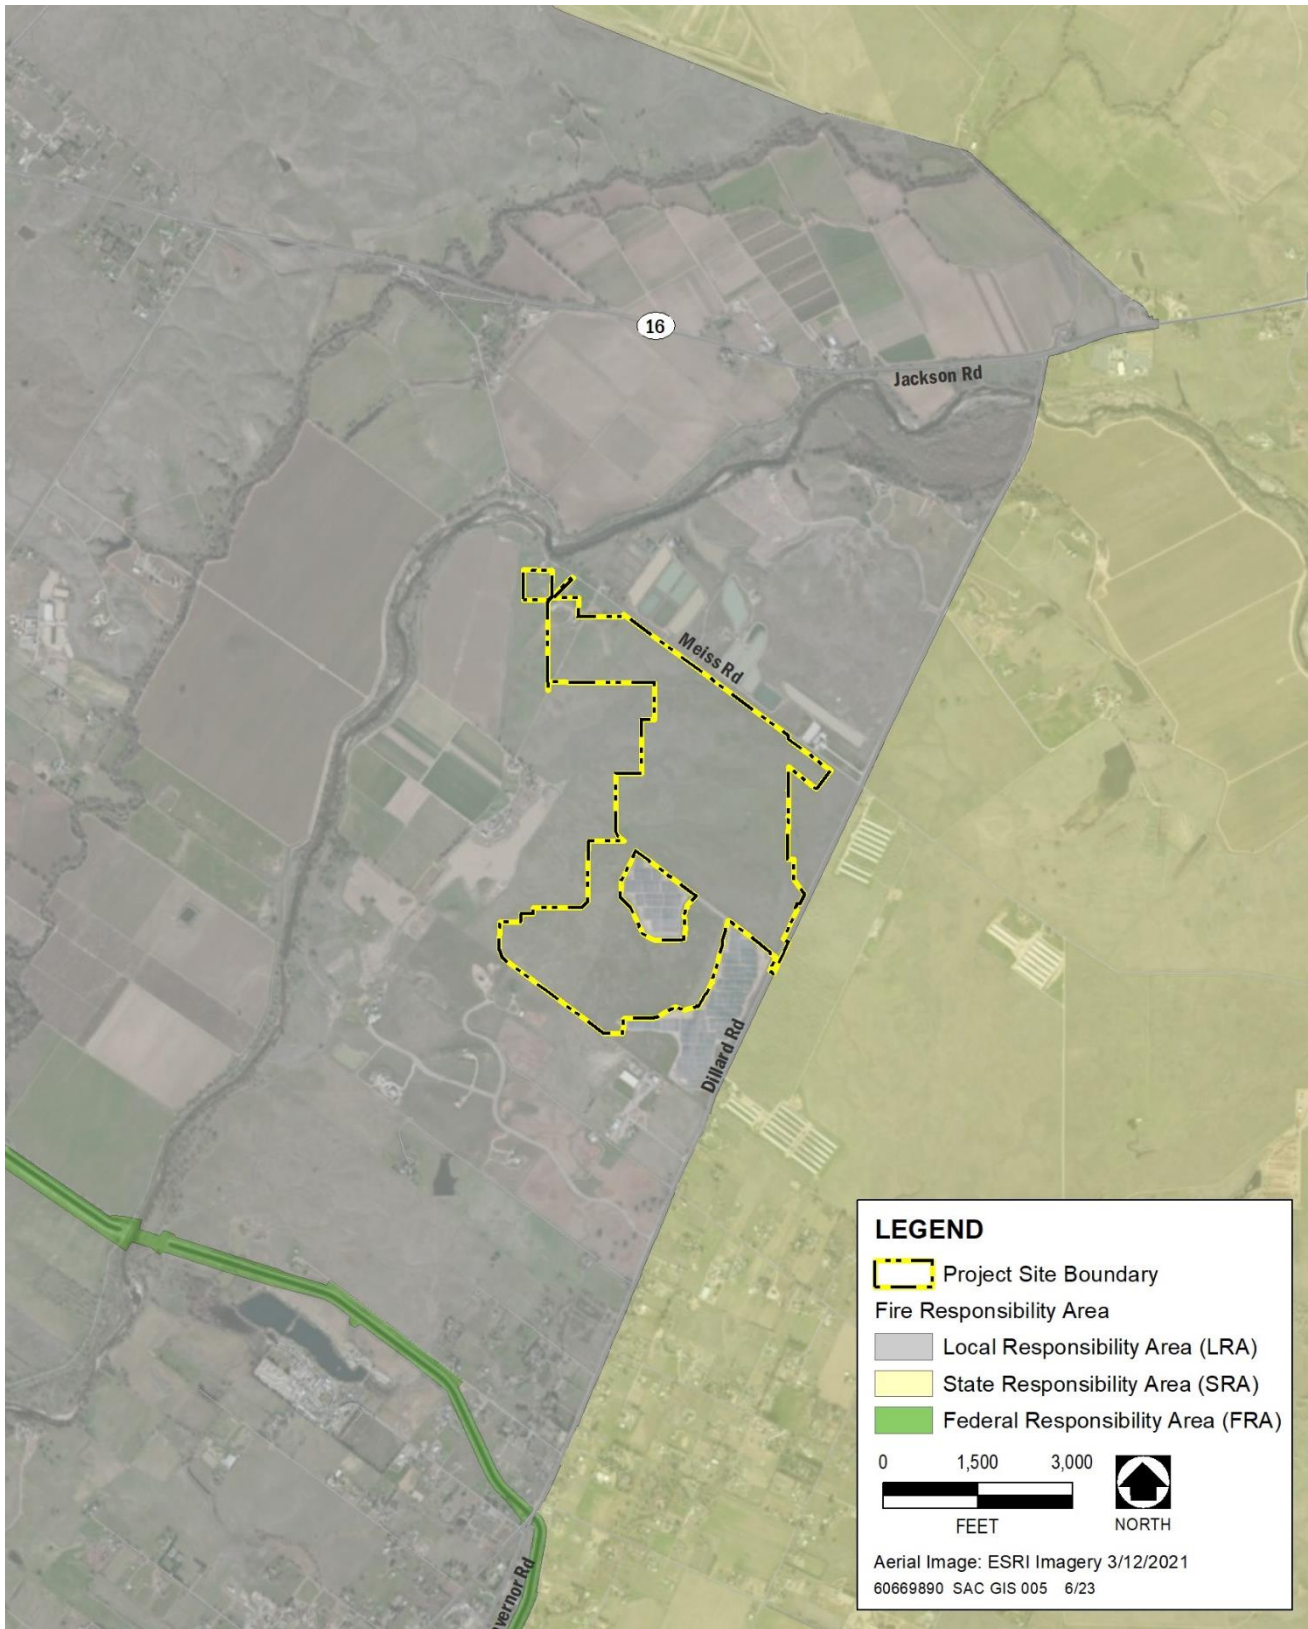 16
Jackson Rd
Meiss Rd
Dillard Rd
vernor Rd
LEGEND
Project Site Boundary
Fire Responsibility Area
Local Responsibility Area (LRA)
State Responsibility Area (SRA)
Federal Responsibility Area (FRA)
0 1,500 3,000
FEET
NORTH
Aerial Image: ESRI Imagery 3/12/2021
60669890 SAC GIS 005 6/23